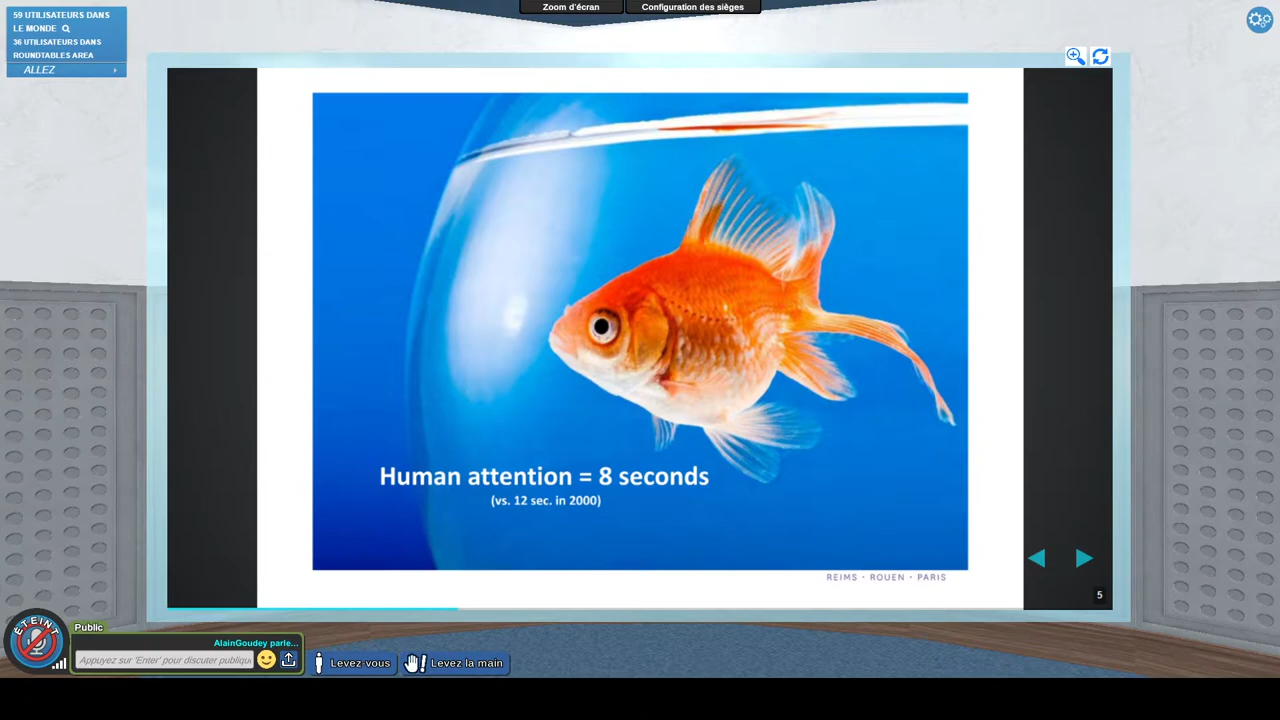 Zoom d'écran
Configuration des sièges
59 UTILISATEURS DANS
LE MONDE
36 UTILISATEURS DANS
ROUNDTABLES AREA
ALLEZ
Human attention = 8 seconds
(vs. 12 sec. in 2000)
REIMS · ROUEN · PARIS
5
ÉTEINT
Public
AlainGoudey parle...
Appuyez sur 'Enter' pour discuter publiqu
Levez-vous
Levez la main